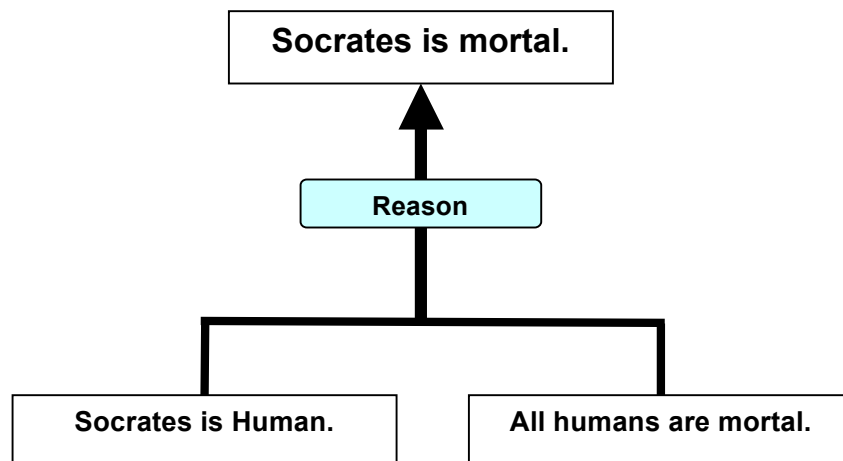 Socrates is mortal.
Reason
Socrates is Human.
All humans are mortal.